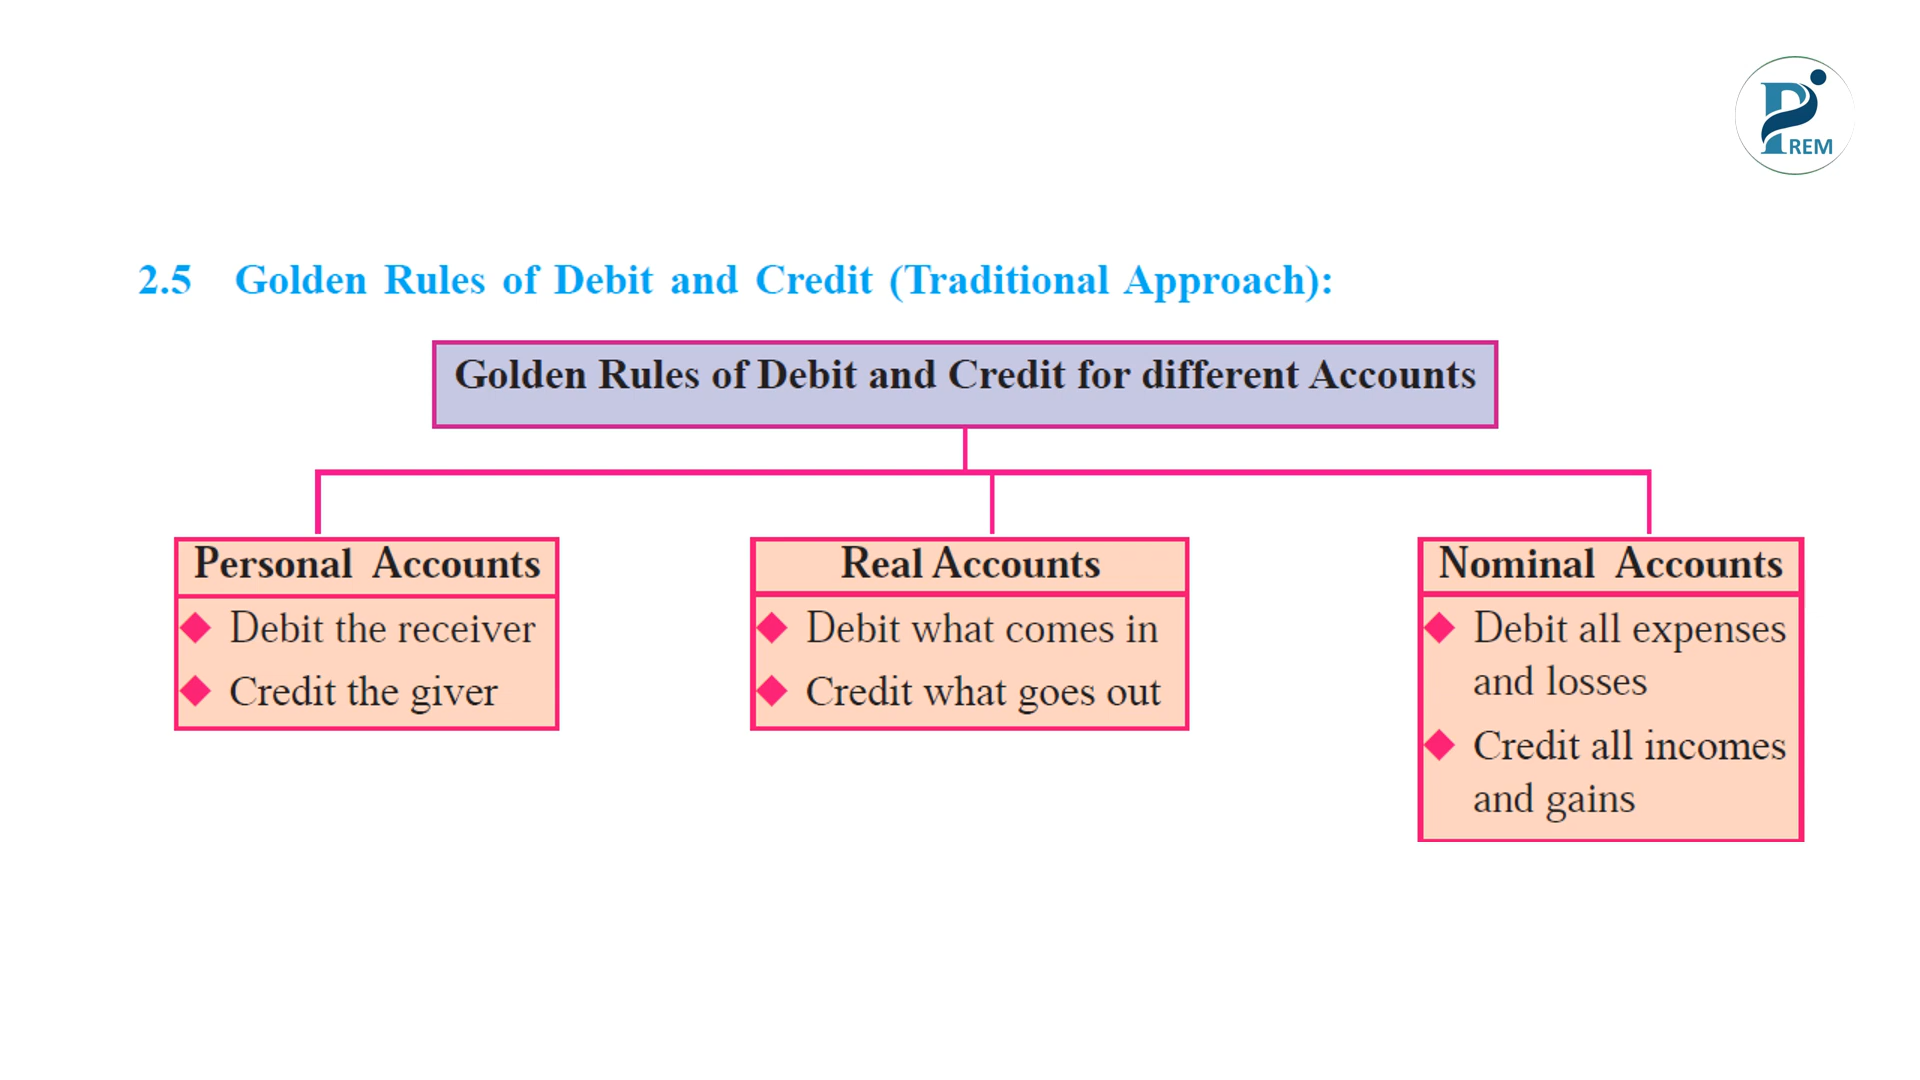 PREM
2.5 Golden Rules of Debit and Credit (Traditional Approach):
Golden Rules of Debit and Credit for different Accounts
Personal Accounts
Debit the receiver
Credit the giver
Real Accounts
Debit what comes in
Credit what goes out
Nominal Accounts
Debit all expenses
and losses
Credit all incomes
and gains